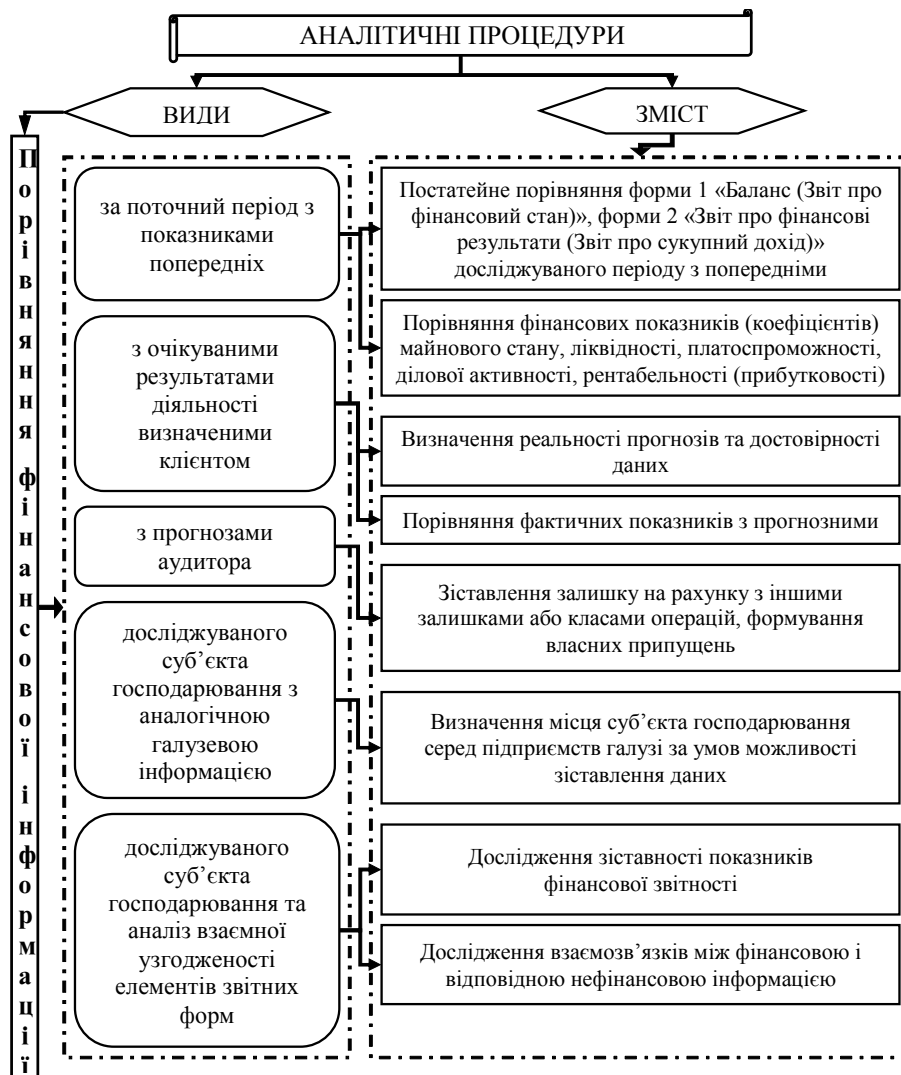 АНАЛІТИЧНІ ПРОЦЕДУРИ
ВИДИ
ЗМІСТ
Порівняння фінансової інформації
за поточний період з
показниками
попередніх
з очікуваними
результатами
діяльності
визначеними
клієнтом
з прогнозами
аудитора
досліджуваного
суб’єкта
господарювання з
аналогічною
галузевою
інформацією
досліджуваного
суб’єкта
господарювання та
аналіз взаємної
узгодженості
елементів звітних
форм
Постатейне порівняння форми 1 «Баланс (Звіт про
фінансовий стан)», форми 2 «Звіт про фінансові
результати (Звіт про сукупний дохід)»
досліджуваного періоду з попередніми
Порівняння фінансових показників (коефіцієнтів)
майнового стану, ліквідності, платоспроможності,
ділової активності, рентабельності (прибутковості)
Визначення реальності прогнозів та достовірності
даних
Порівняння фактичних показників з прогнозними
Зіставлення залишку на рахунку з іншими
залишками або класами операцій, формування
власних припущень
Визначення місця суб’єкта господарювання
серед підприємств галузі за умов можливості
зіставлення даних
Дослідження зіставності показників
фінансової звітності
Дослідження взаємозв’язків між фінансовою і
відповідною нефінансовою інформацією